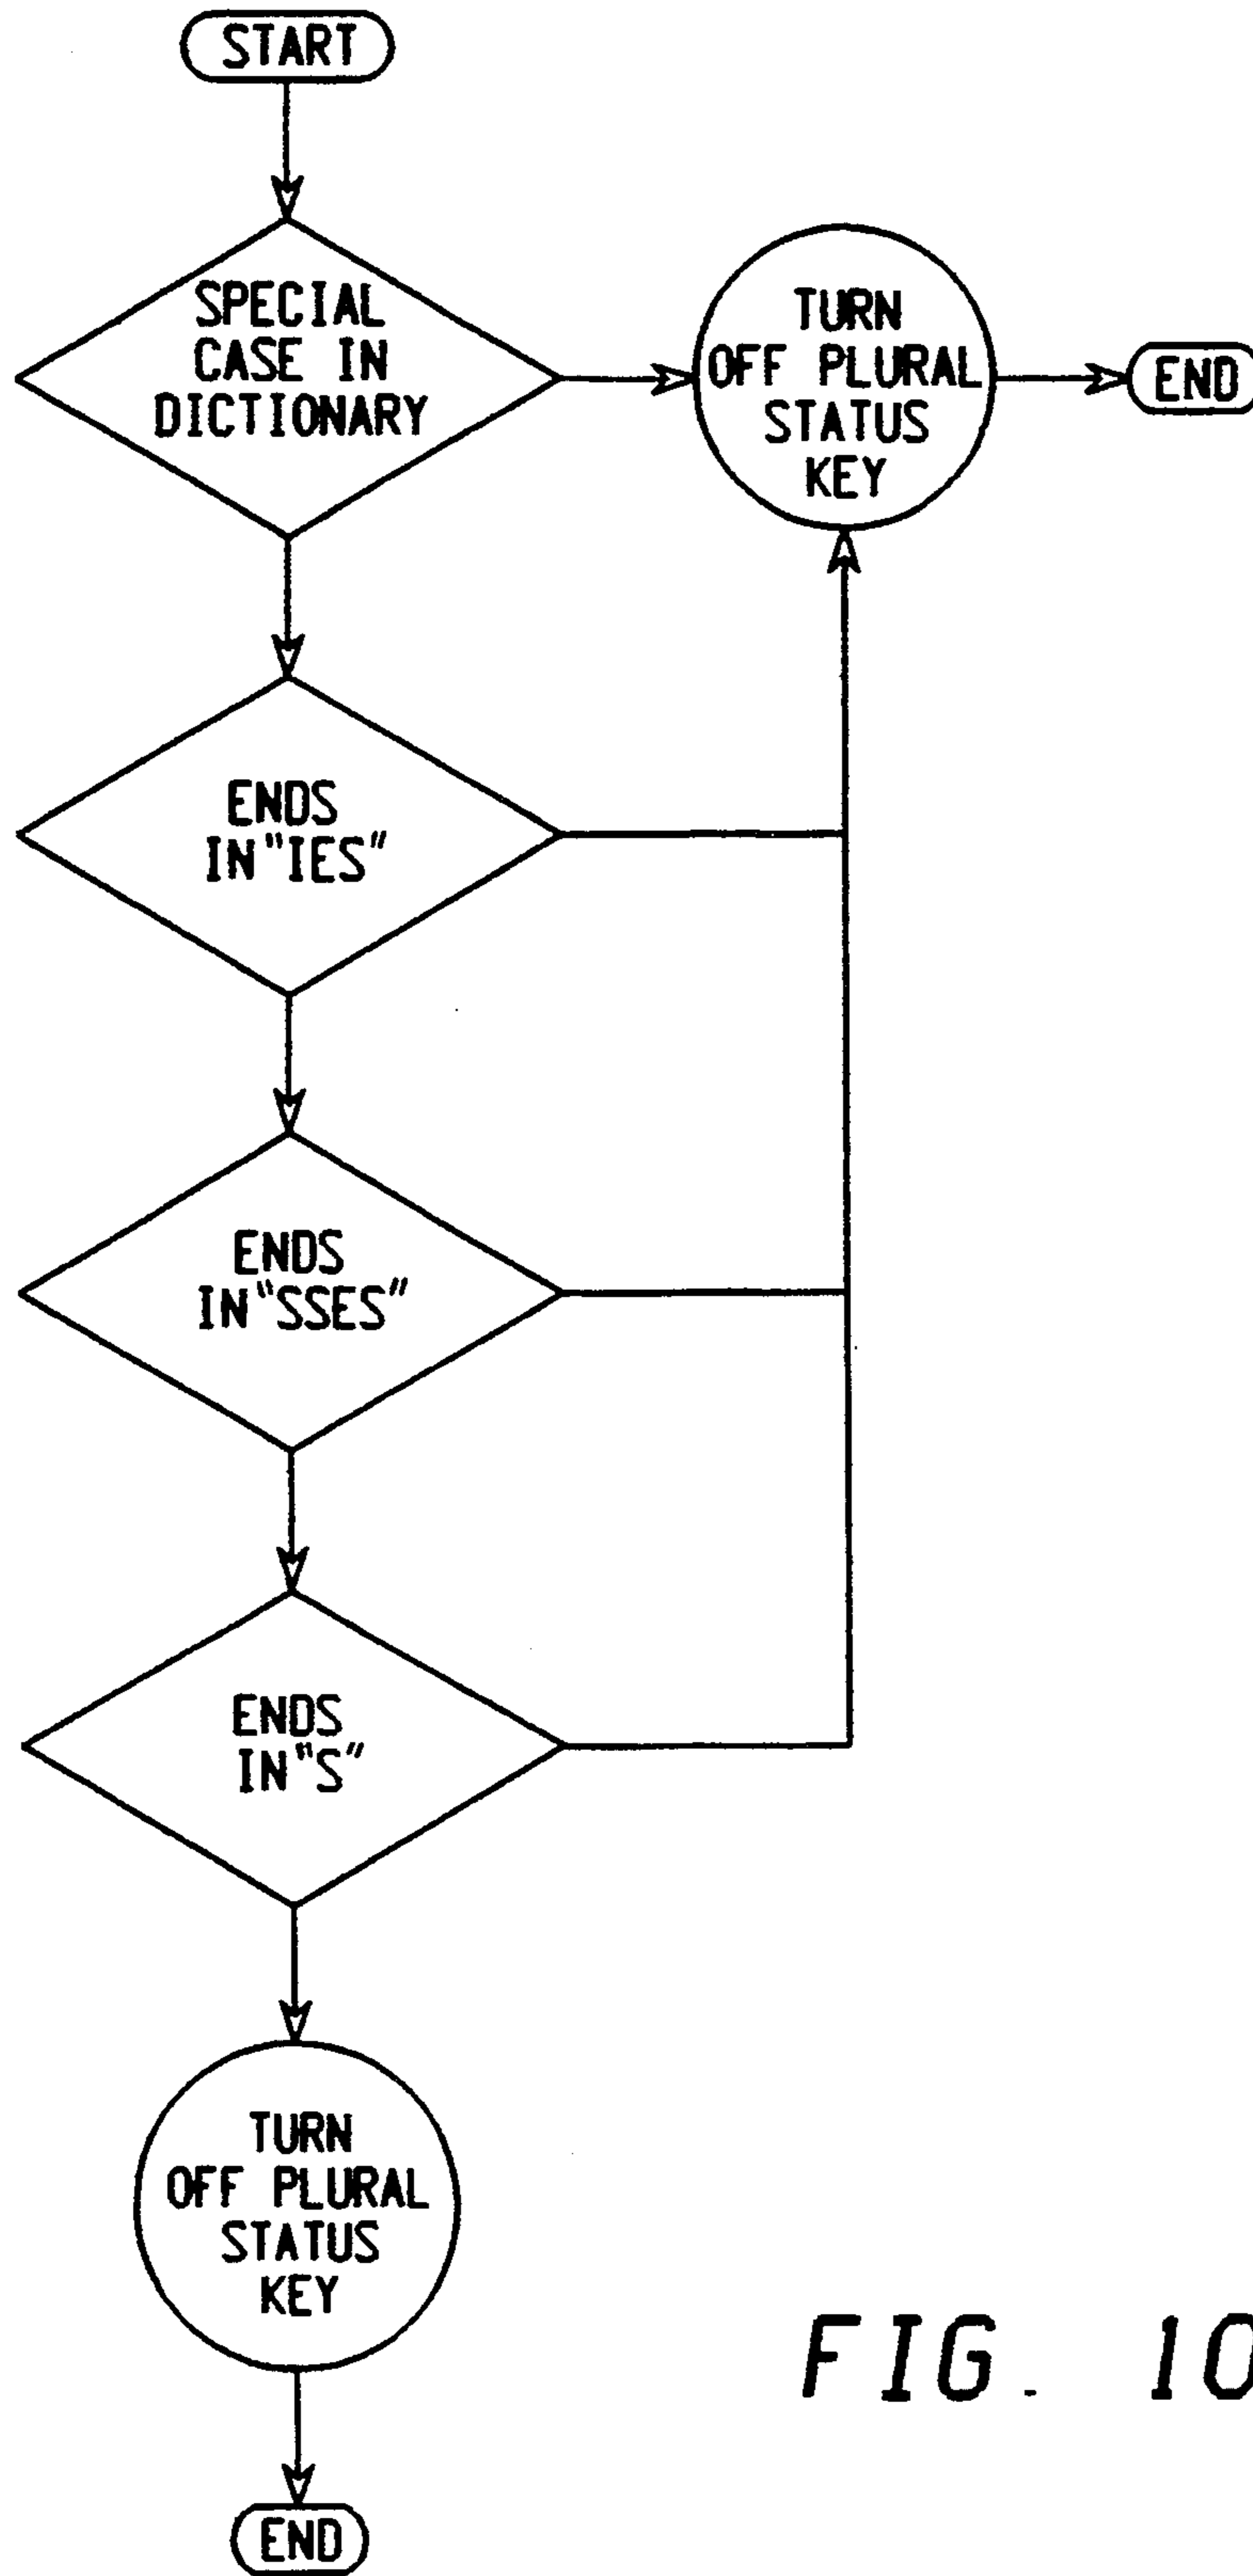 START
SPECIAL
CASE IN
DICTIONARY
TURN
OFF PLURAL
STATUS
KEY
END
ENDS
IN "IES"
ENDS
IN "SSES"
ENDS
IN "S"
TURN
OFF PLURAL
STATUS
KEY
END
FIG. 10